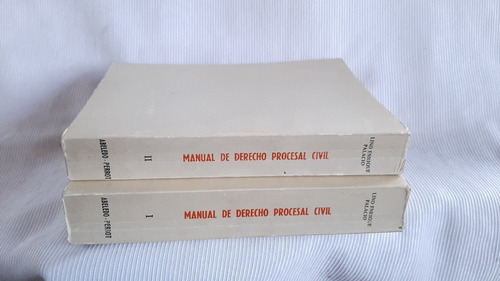 ABELEDO-PERROT
II
MANUAL DE DERECHO PROCESAL CIVIL
LINO ENRIQUE
PALACIO
ABELEDO-PERROT
I
MANUAL DE DERECHO PROCESAL CIVIL
LINO ENRIQUE
PALACIO